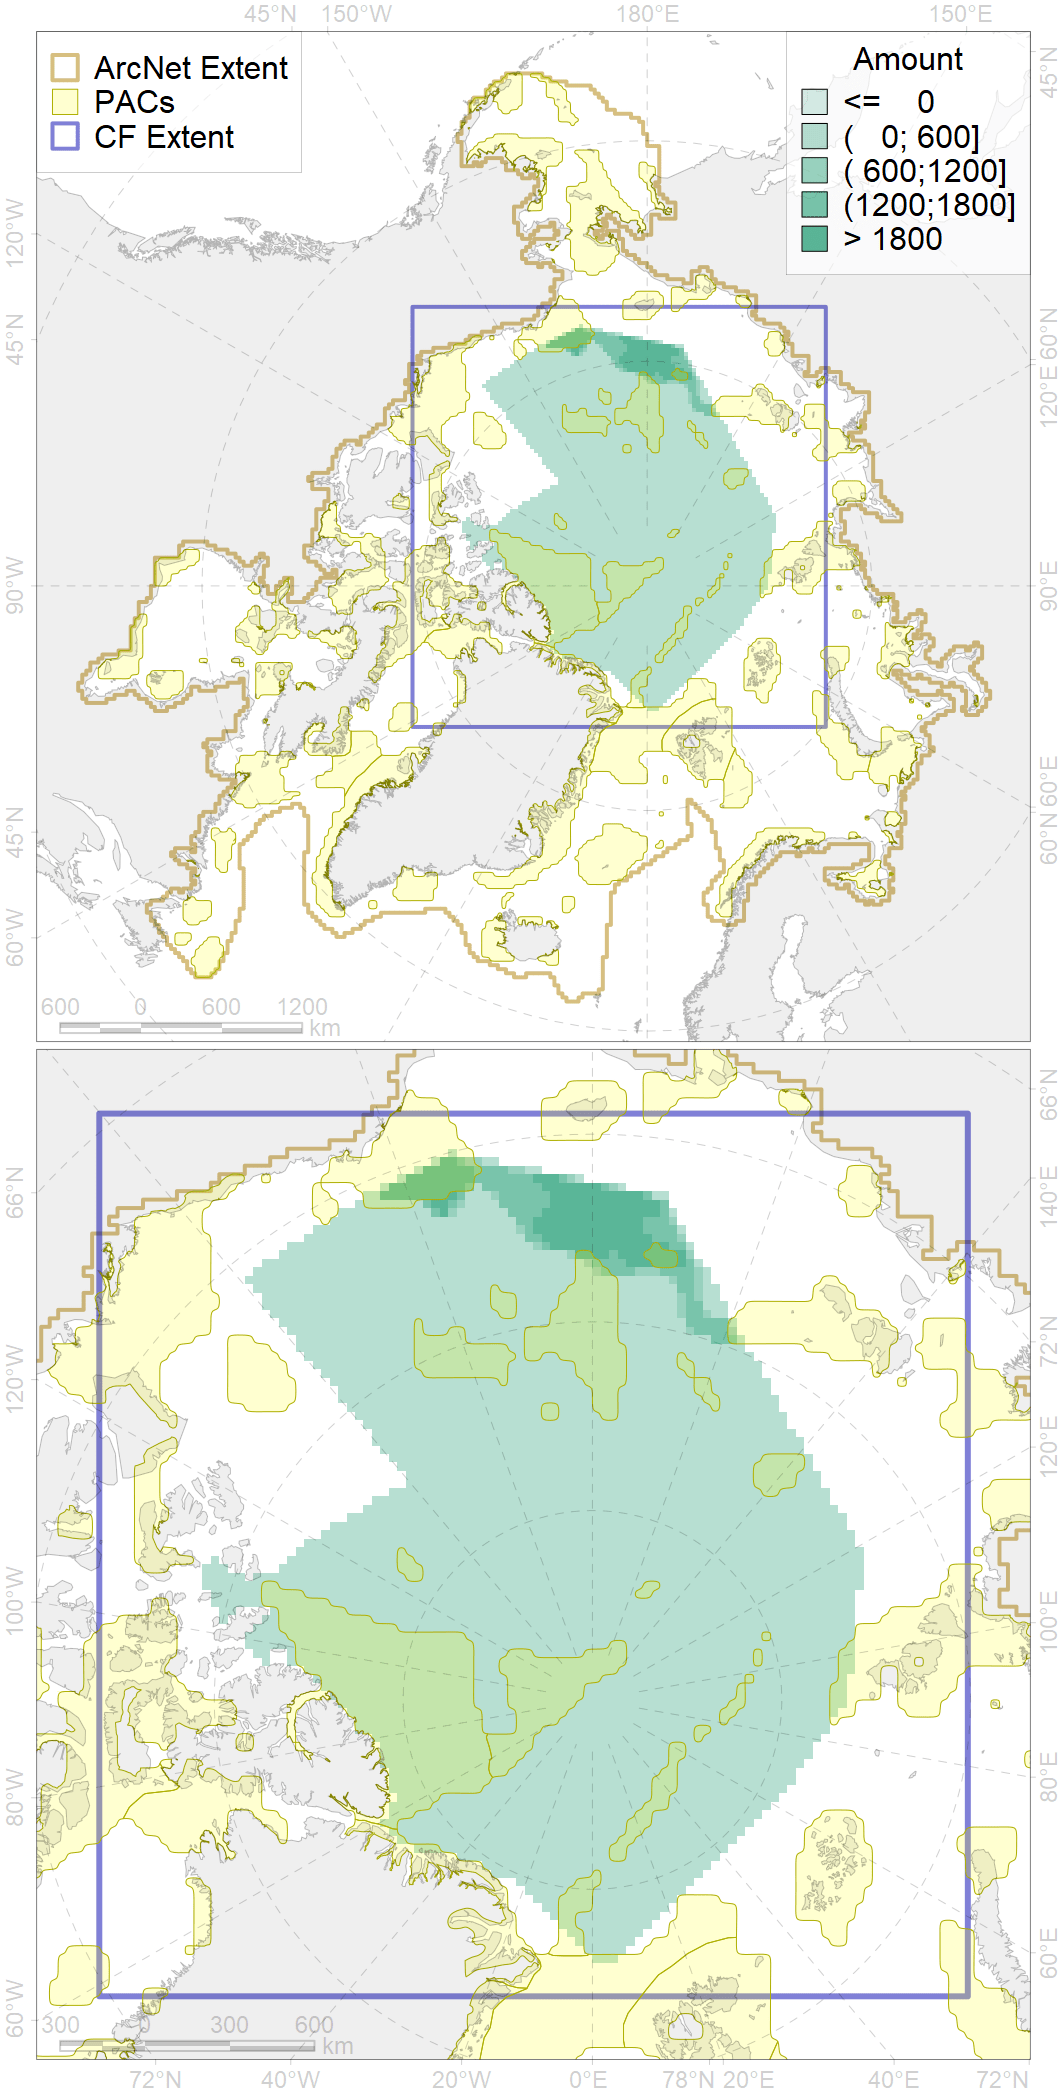 45°N 150°W 180°E 150°E
ArcNet Extent
PACs
CF Extent
Amount
<= 0
( 0; 600]
( 600;1200]
(1200;1800]
> 1800
120°W
45°N
90°W
45°N
60°W
45°N
60°N
120°E
90°E
60°E
60°N
600 0 600 1200
km
66°N
120°W
100°W
80°W
60°W
66°N
140°E
72°N
120°E
100°E
80°E
60°E
300 0 300 600
km
72°N 40°W 20°W 0°E 78°N 20°E 40°E 72°N